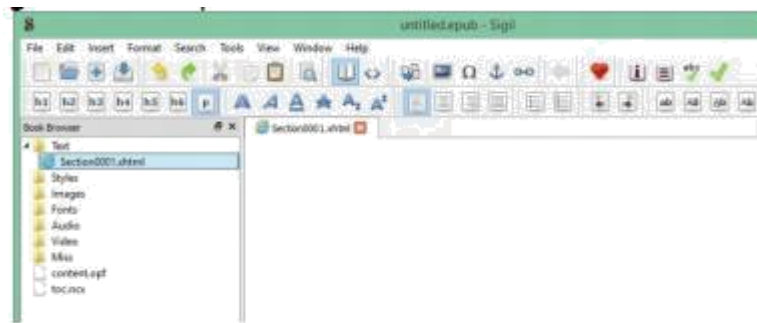 untitled.epub - Sigil
File Edit Insert Format Search Tools View Window Help
h1 h2 h3 h4 h5 h6 p A A A A A
Book Browser
Section0001.xhtml
Text
Section0001.xhtml
Styles
Images
Fonts
Audio
Video
Misc
content.opf
toc.ncx